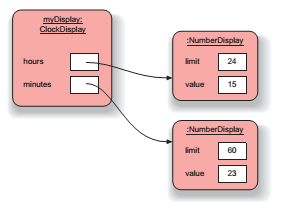 myDisplay:
ClockDisplay
hours
minutes
:NumberDisplay
limit 24
value 15
:NumberDisplay
limit 60
value 23